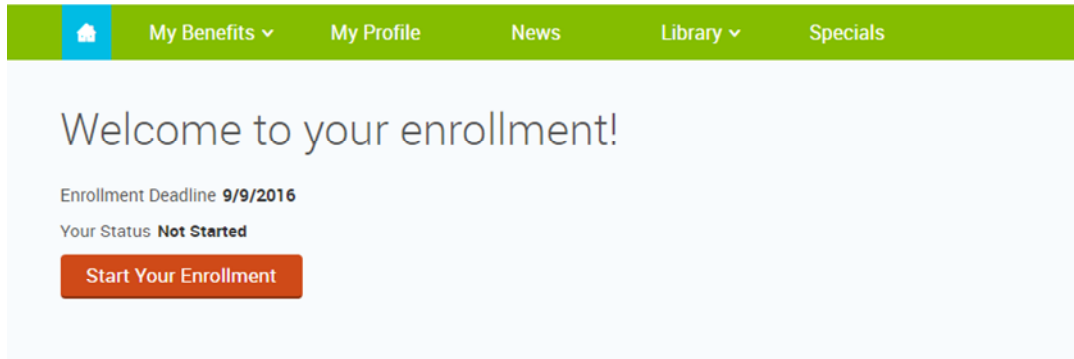 My Benefits My Profile News Library Specials
Welcome to your enrollment!
Enrollment Deadline 9/9/2016
Your Status Not Started
Start Your Enrollment